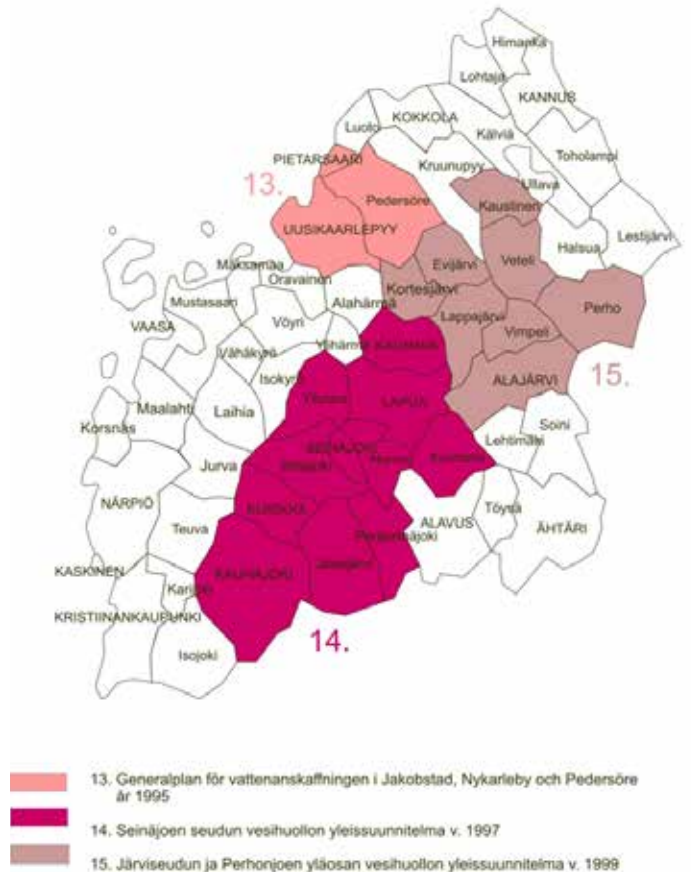 Himanka
Lohtaja
KANNUS
KOKKOLA
Luoto
Kälviä
Toholampi
PIETARSAARI
Kruunupyy
Ullava
13.
Pedersöre
Kaustinen
UUSIKAARLEPYY
Lestijärvi
Halsua
Evijärvi
Veteli
Maksamaa
Oravainen
Kortesjärvi
Mustasaari
Alahärmä
Lappajärvi
Perho
Vöyri
VAASA
Vimpeli
Ylihärmä
KAUHAVA
Vähäkyrö
15.
Isokyrö
ALAJÄRVI
Ylistaro
LAPUA
Maalahti
Laihia
Korsnäs
Soini
Lehtimäki
SEINÄJOKI
Nurmo
Kuortane
Ilmajoki
Jurva
NÄRPIÖ
Töysä
KURIKKA
ALAVUS
ÄHTÄRI
Teuva
Peräseinäjoki
Jalasjärvi
KASKINEN
KAUHAJOKI
Karijoki
KRISTIINANKAUPUNKI
14.
Isojoki
13. Generalplan för vattenanskaffningen i Jakobstad, Nykarleby och Pedersöre
år 1995
14. Seinäjoen seudun vesihuollon yleissuunnitelma v. 1997
15. Järviseudun ja Perhonjoen yläosan vesihuollon yleissuunnitelma v. 1999